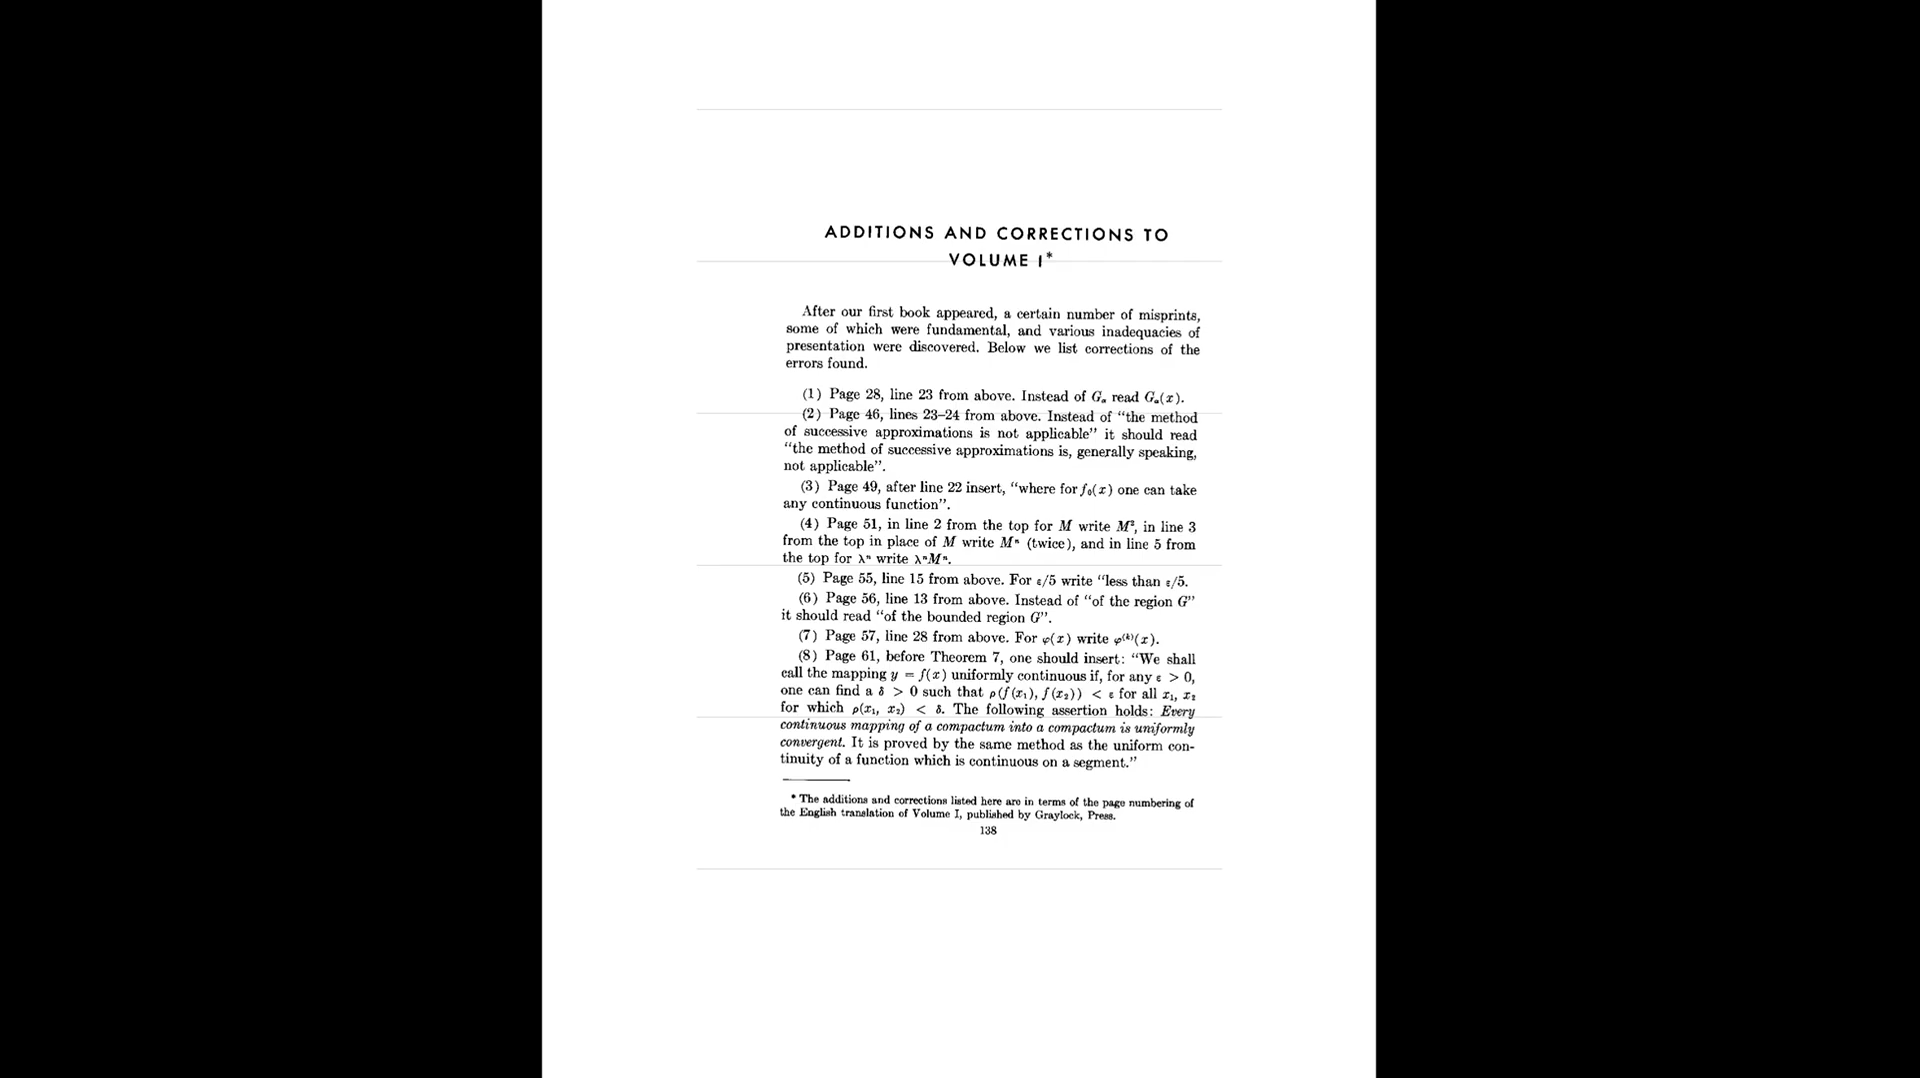 ADDITIONS AND CORRECTIONS TO
VOLUME I*
After our first book appeared, a certain number of misprints,
some of which were fundamental, and various inadequacies of
presentation were discovered. Below we list corrections of the
errors found.
(1) Page 28, line 23 from above. Instead of Gₐ read Gₐ(x).
(2) Page 46, lines 23–24 from above. Instead of “the method
of successive approximations is not applicable” it should read
“the method of successive approximations is, generally speaking,
not applicable”.
(3) Page 49, after line 22 insert, “where for f₀(x) one can take
any continuous function”.
(4) Page 51, in line 2 from the top for M write M², in line 3
from the top in place of M write Mⁿ (twice), and in line 5 from
the top for λⁿ write λⁿMⁿ.
(5) Page 55, line 15 from above. For ε/5 write “less than ε/5.
(6) Page 56, line 13 from above. Instead of “of the region G”
it should read “of the bounded region G”.
(7) Page 57, line 28 from above. For φ(x) write φ⁽ᵏ⁾(x).
(8) Page 61, before Theorem 7, one should insert: “We shall
call the mapping y = f(x) uniformly continuous if, for any ε > 0,
one can find a δ > 0 such that ρ(f(x₁), f(x₂)) < ε for all x₁, x₂
for which ρ(x₁, x₂) < δ. The following assertion holds: Every
continuous mapping of a compactum into a compactum is uniformly
convergent. It is proved by the same method as the uniform con-
tinuity of a function which is continuous on a segment.”
* The additions and corrections listed here are in terms of the page numbering of
the English translation of Volume I, published by Graylock, Press.
138